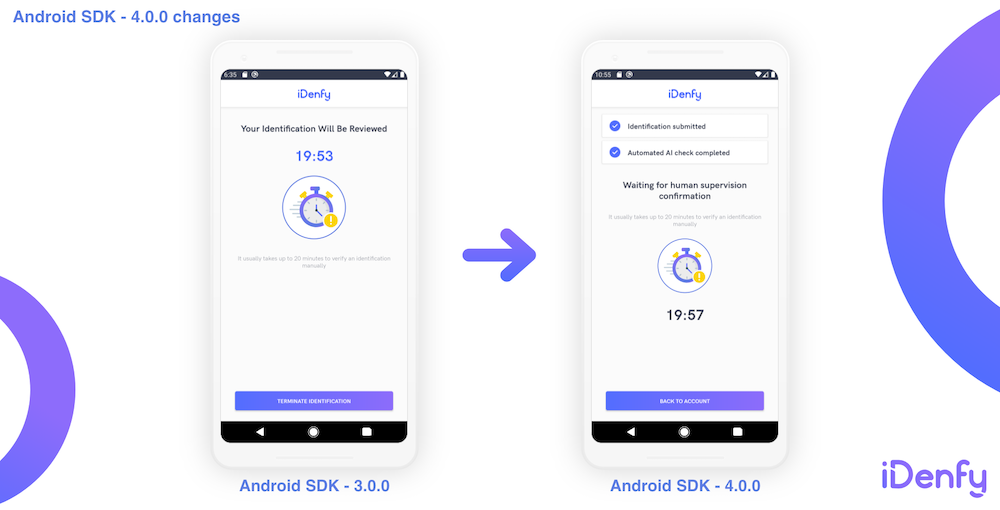 Android SDK - 4.0.0 changes
6:35
iDenfy
Your Identification Will Be Reviewed
19:53
It usually takes up to 20 minutes to verify an identification
manually
TERMINATE IDENTIFICATION
Android SDK - 3.0.0
10:55
iDenfy
Identification submitted
Automated AI check completed
Waiting for human supervision
confirmation
It usually takes up to 20 minutes to verify an identification
manually
19:57
BACK TO ACCOUNT
Android SDK - 4.0.0
iDenfy